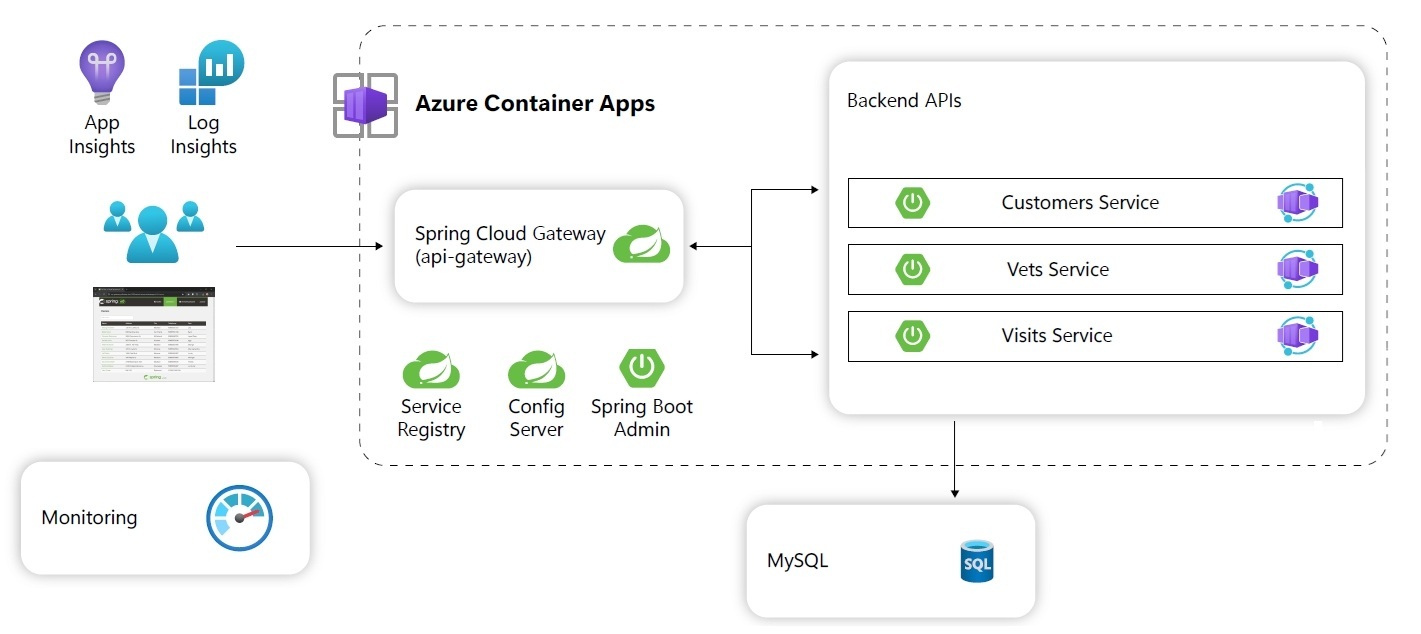 App
Insights
Log
Insights
Azure Container Apps
Backend APIs
Spring Cloud Gateway
(api-gateway)
Customers Service
Vets Service
Visits Service
spring
Service
Registry
Config
Server
Spring Boot
Admin
Monitoring
MySQL
SQL